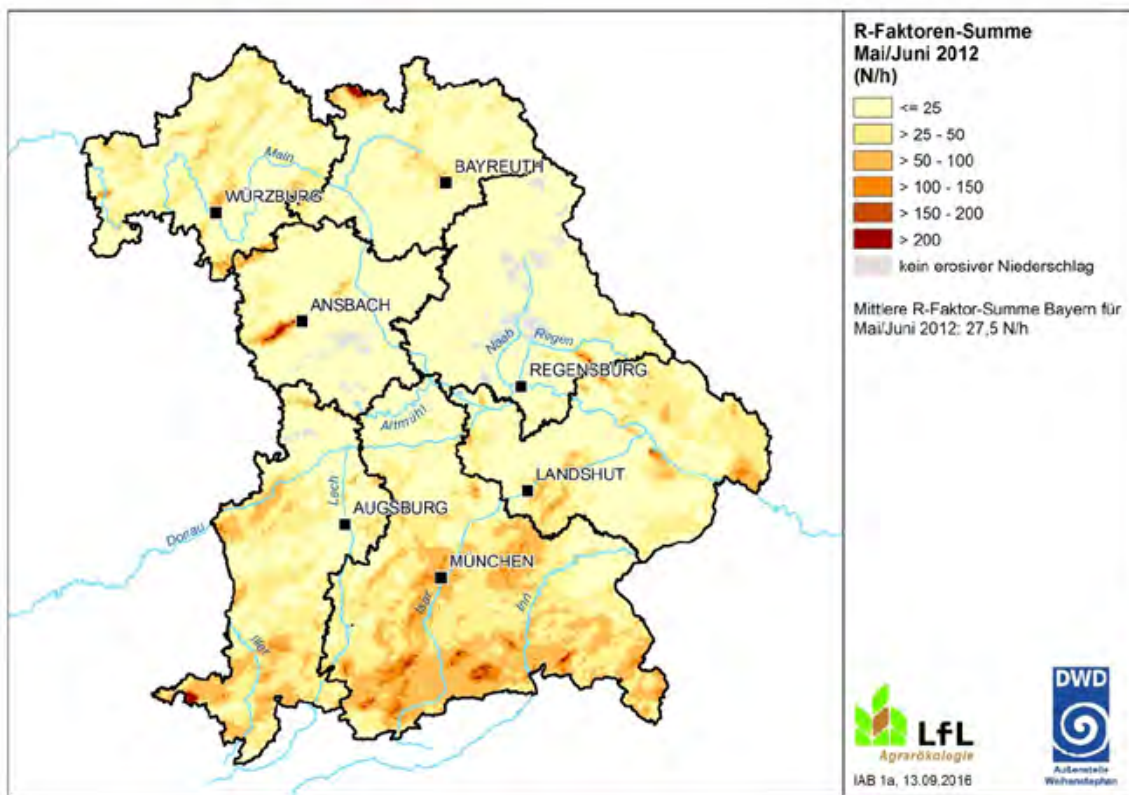 R-Faktoren-Summe
Mai/Juni 2012
(N/h)
<= 25
> 25 - 50
> 50 - 100
> 100 - 150
> 150 - 200
> 200
kein erosiver Niederschlag
Mittlere R-Faktor-Summe Bayern für
Mai/Juni 2012: 27,5 N/h
BAYREUTH
Main
WÜRZBURG
ANSBACH
Naab
Regen
REGENSBURG
Altmühl
LANDSHUT
Lech
AUGSBURG
Donau
MÜNCHEN
Isar
Inn
Iller
LfL
Agrarökologie
IAB 1a, 13.09.2016
DWD
Außenstelle
Weihenstephan